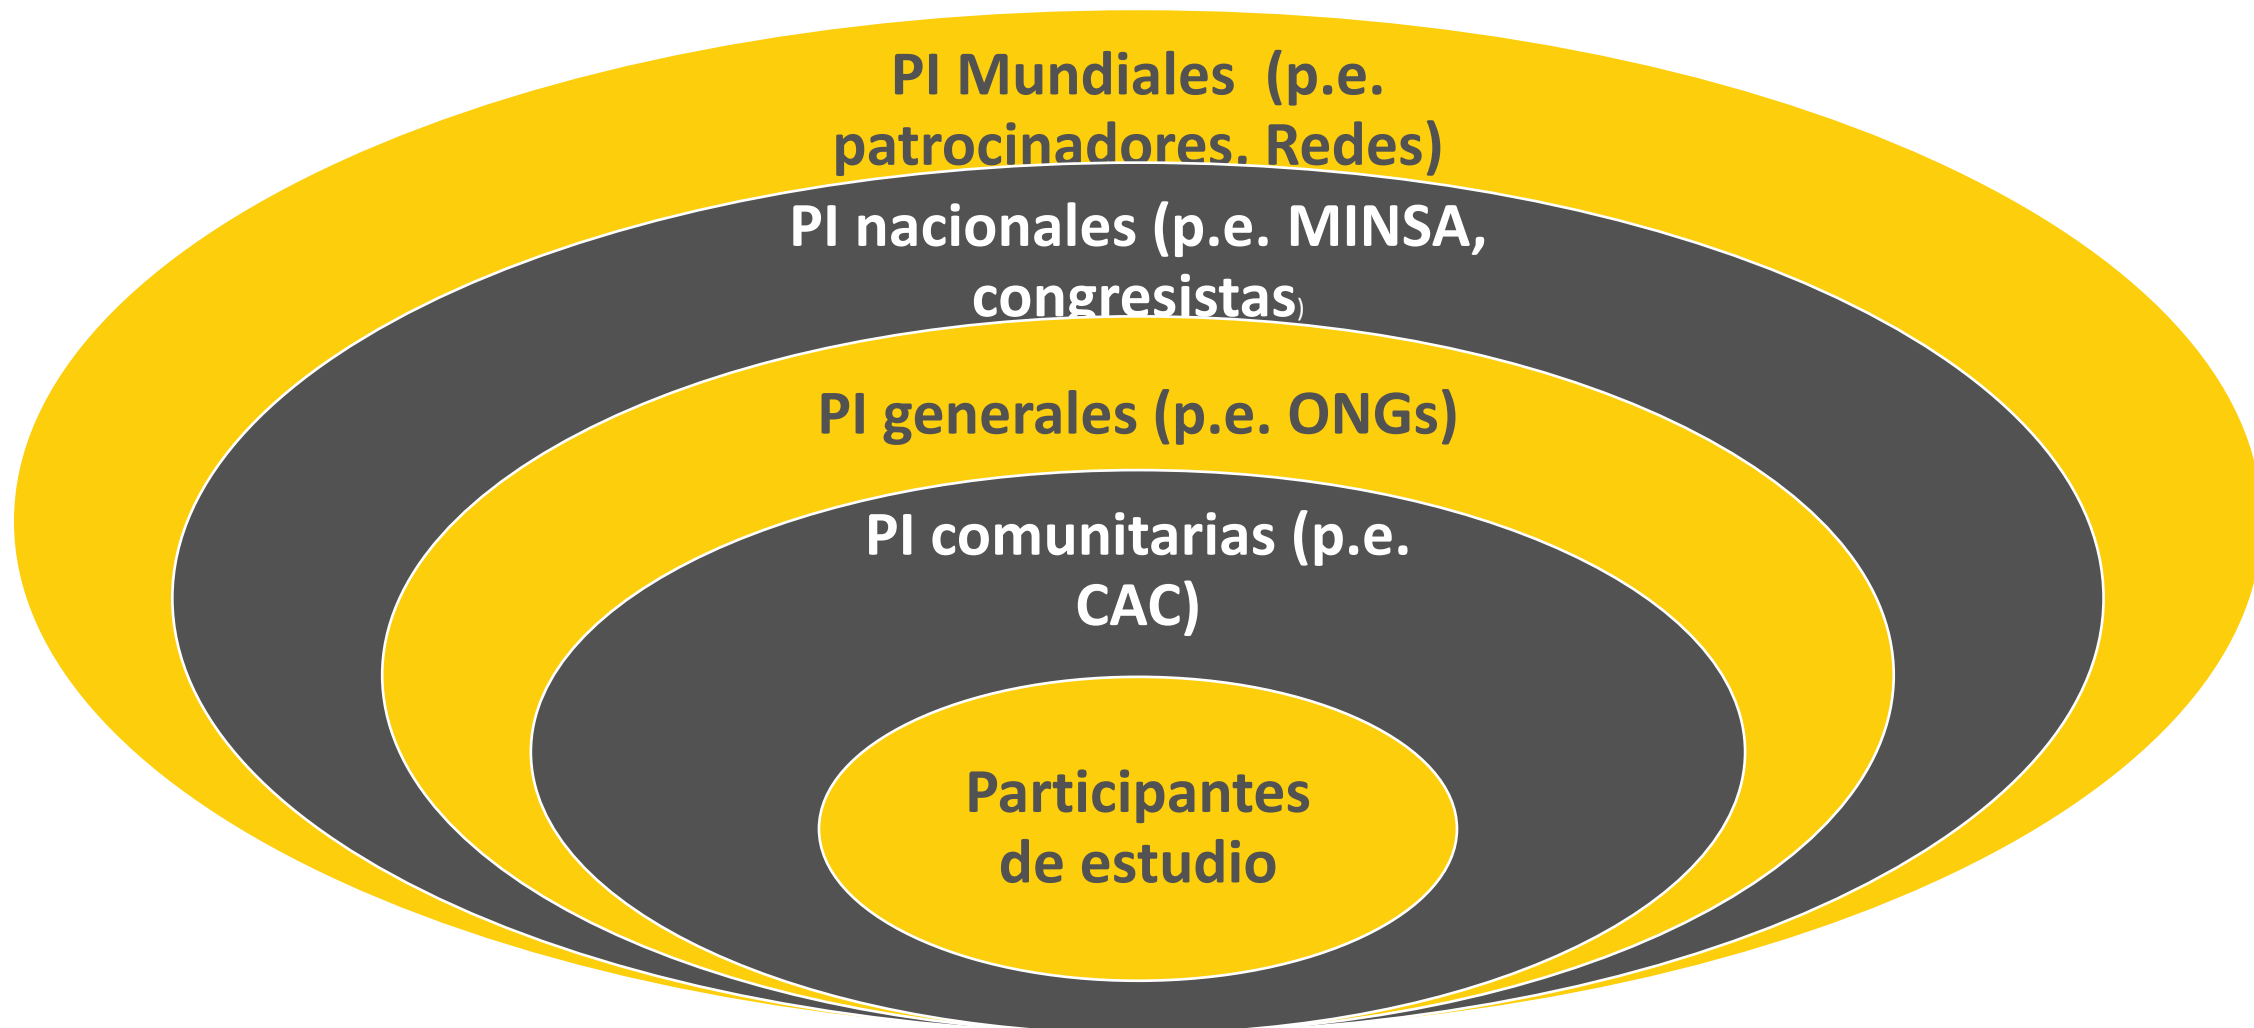 PI Mundiales  (p.e.
patrocinadores, Redes)
PI nacionales (p.e. MINSA,
congresistas)
PI generales (p.e. ONGs)
PI comunitarias (p.e.
CAC)
Participantes
de estudio